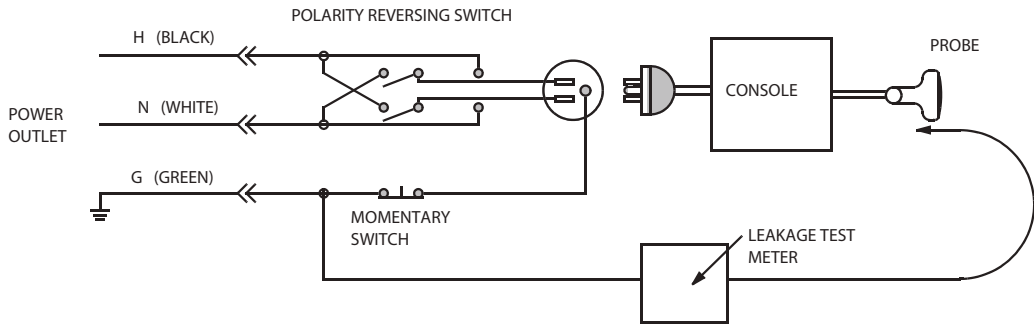 POLARITY REVERSING SWITCH
H (BLACK)
PROBE
CONSOLE
N (WHITE)
POWER
OUTLET
G (GREEN)
MOMENTARY
SWITCH
LEAKAGE TEST
METER